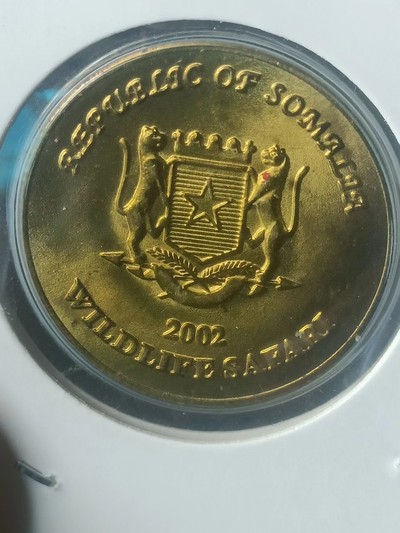 REPUBLIC OF SOMALIA
2002
WILDLIFE SAFARI